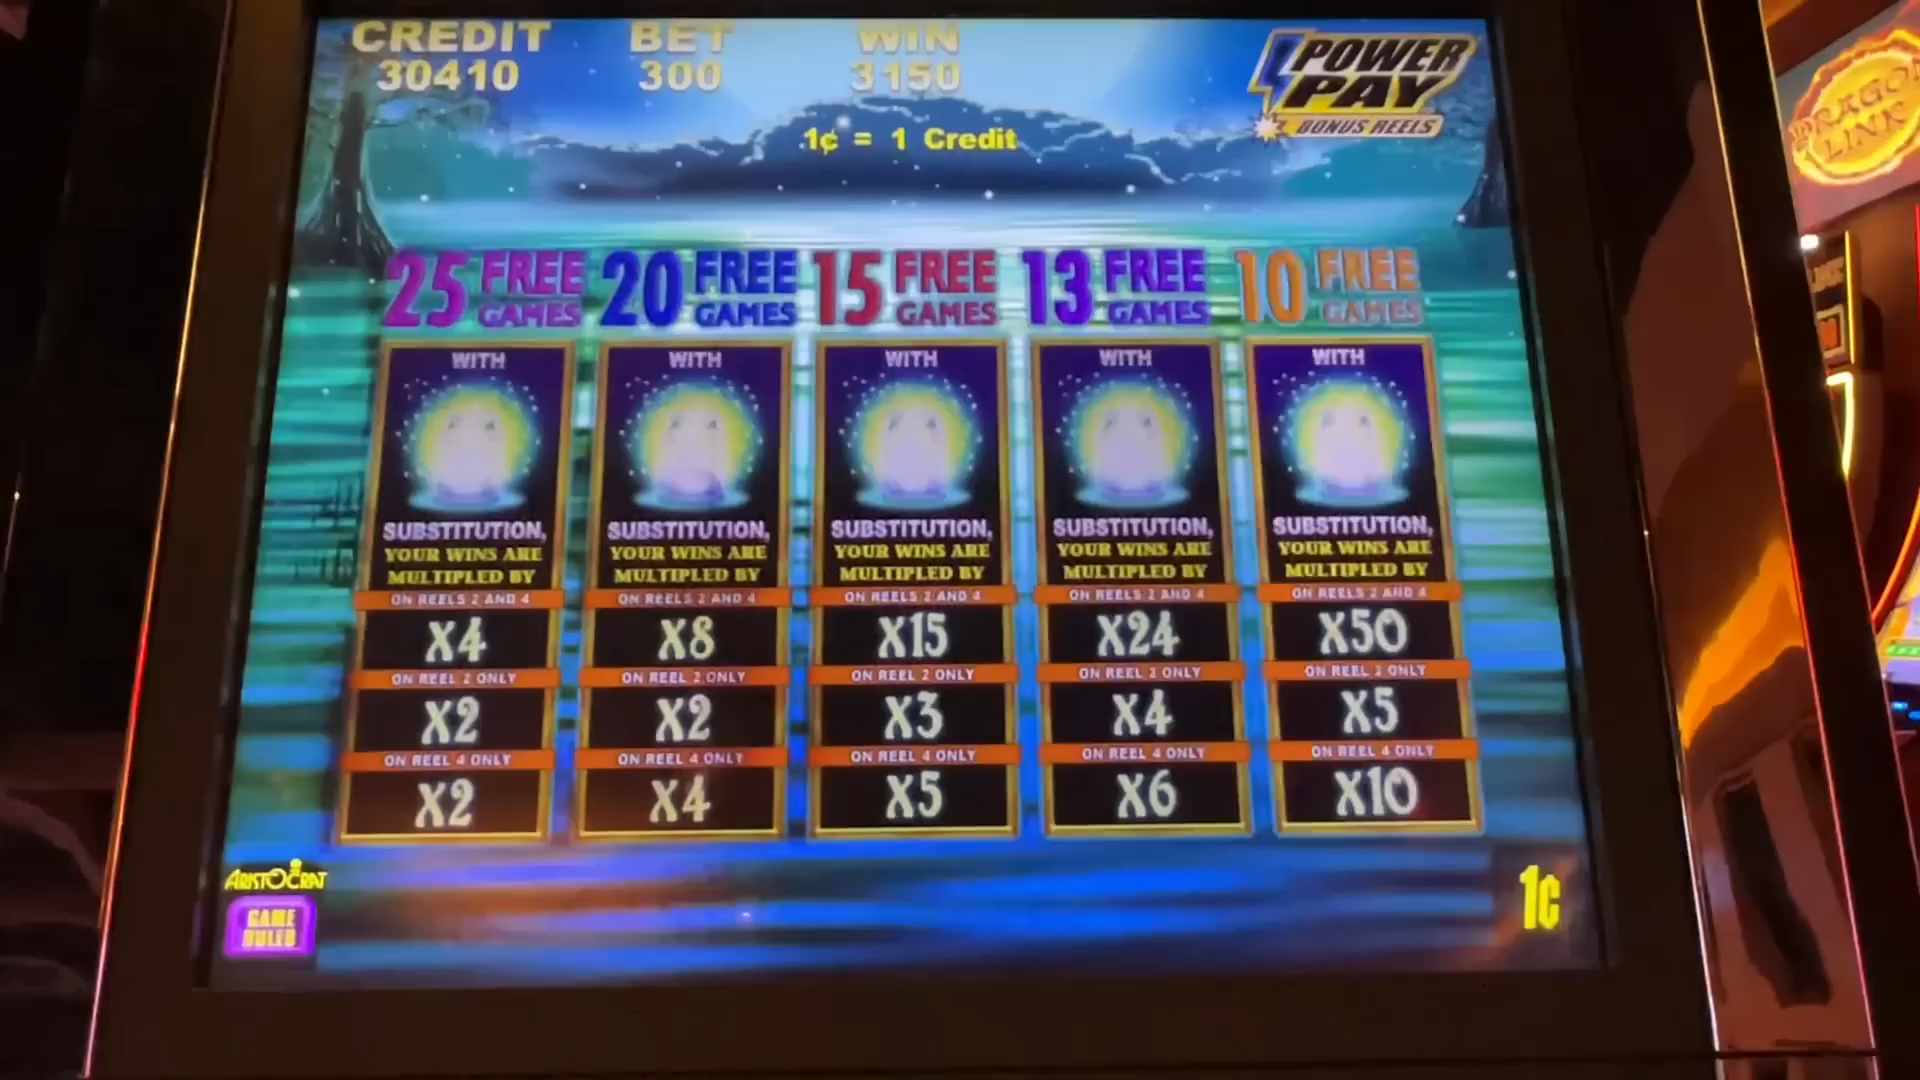 CREDIT BET WIN
30410 300 3150
POWER
PAY
BONUS REELS
1¢ = 1 Credit
DRAGON
LINK
25 FREE GAMES 20 FREE GAMES 15 FREE GAMES 13 FREE GAMES 10 FREE GAMES
WITH WITH WITH WITH WITH
SUBSTITUTION, SUBSTITUTION, SUBSTITUTION, SUBSTITUTION, SUBSTITUTION,
YOUR WINS ARE YOUR WINS ARE YOUR WINS ARE YOUR WINS ARE YOUR WINS ARE
MULTIPLED BY MULTIPLED BY MULTIPLED BY MULTIPLED BY MULTIPLED BY
ON REELS 2 AND 4 ON REELS 2 AND 4 ON REELS 2 AND 4 ON REELS 2 AND 4 ON REELS 2 AND 4
X4 X8 X15 X24 X50
ON REEL 2 ONLY ON REEL 2 ONLY ON REEL 2 ONLY ON REEL 2 ONLY ON REEL 2 ONLY
X2 X2 X3 X4 X5
ON REEL 4 ONLY ON REEL 4 ONLY ON REEL 4 ONLY ON REEL 4 ONLY ON REEL 4 ONLY
X2 X4 X5 X6 X10
ARISTOCRAT
GAME
RULES
1¢